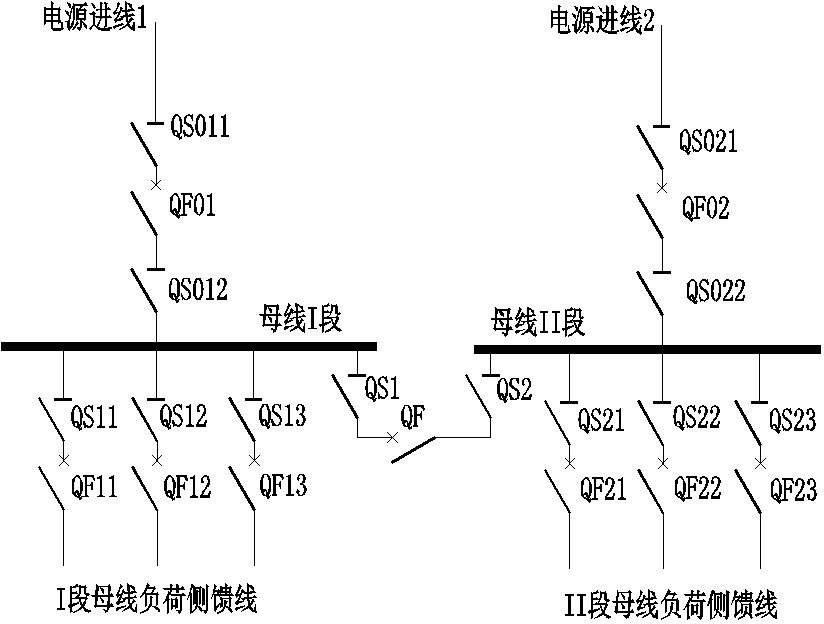 电源进线1
电源进线2
QS011
QS021
QF01
QF02
QS012
QS022
母线I段
母线II段
QS1
QS2
QF
QS11
QS12
QS13
QS21
QS22
QS23
QF11
QF12
QF13
QF21
QF22
QF23
I段母线负荷侧馈线
II段母线负荷侧馈线